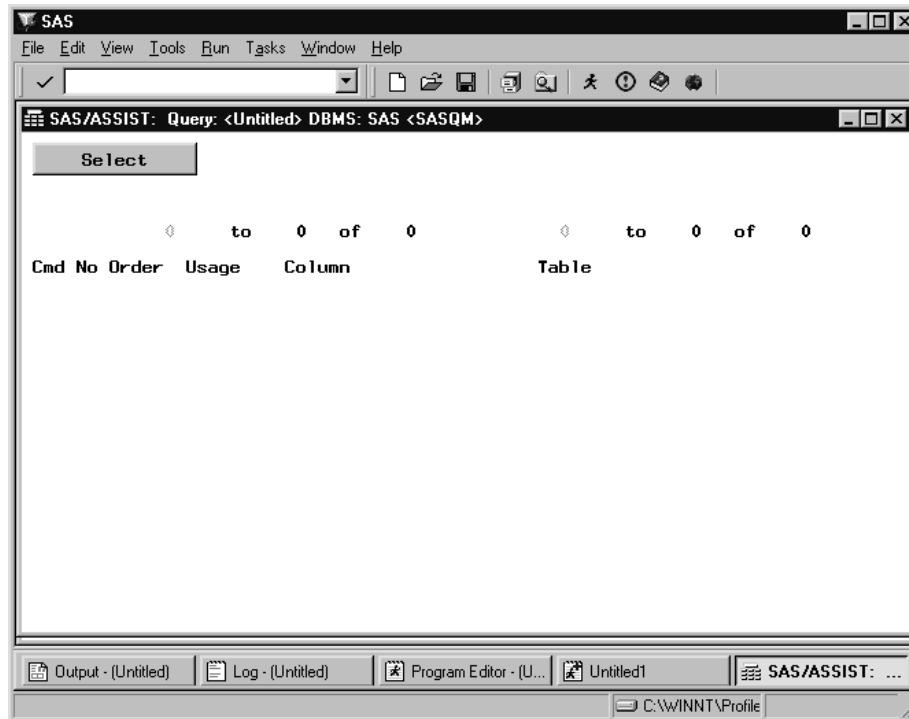 SAS
File Edit View Tools Run Tasks Window Help
SAS/ASSIST: Query: <Untitled> DBMS: SAS <SASQM>
Select
0 to 0 of 0 0 to 0 of 0
Cmd No Order Usage Column Table
Output - (Untitled) Log - (Untitled) Program Editor - (U... Untitled1 SAS/ASSIST: ...
C:\WINNT\Profile